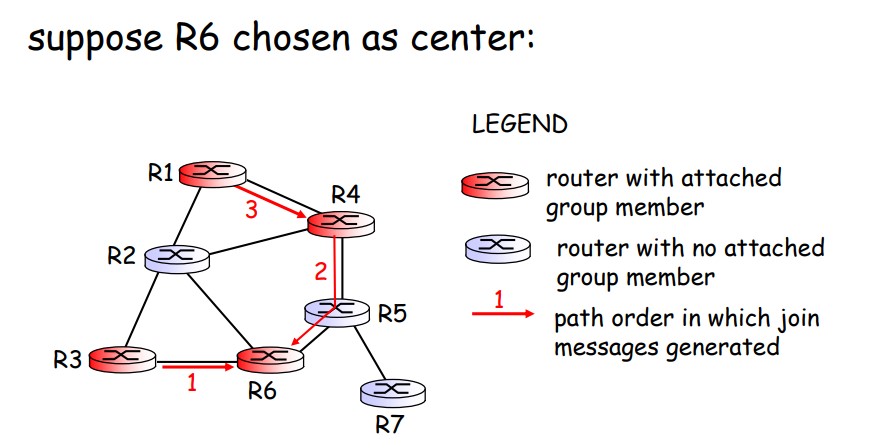 suppose R6 chosen as center:
LEGEND
R1
R4
3
R2
2
R5
R3
1
R6
R7
router with attached
group member
router with no attached
group member
1
path order in which join
messages generated